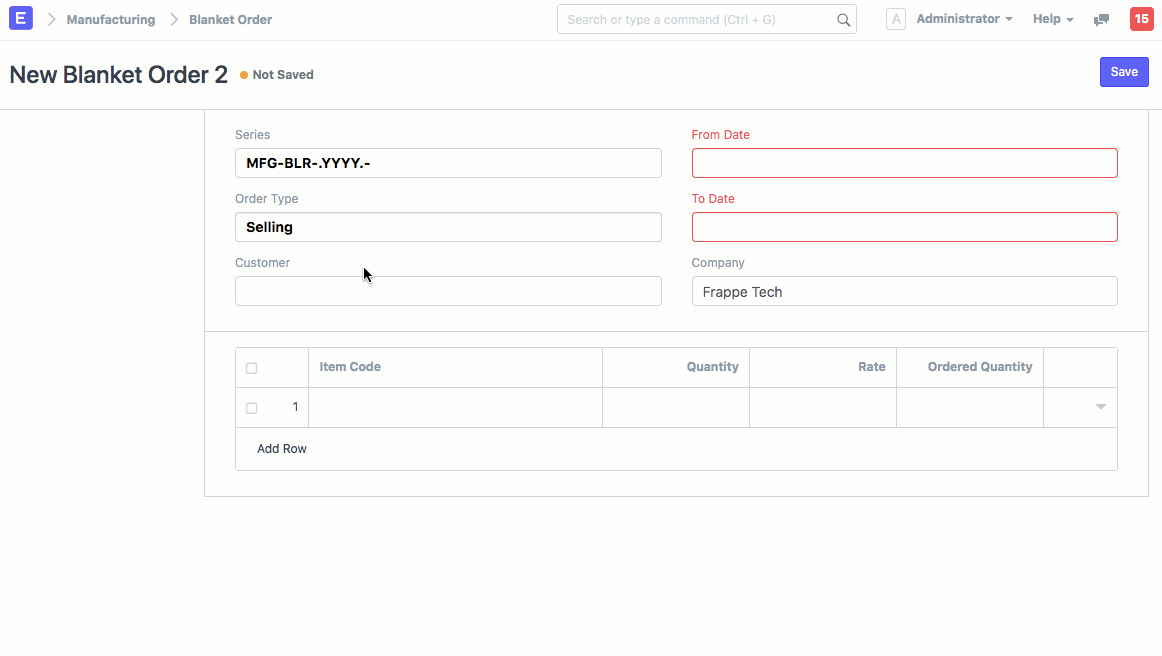 E Manufacturing Blanket Order Search or type a command (Ctrl + G) A Administrator Help 15
New Blanket Order 2 Not Saved Save
Series From Date
MFG-BLR-.YYYY.-
Order Type To Date
Selling
Customer Company
Frappe Tech
Item Code Quantity Rate Ordered Quantity
1
Add Row